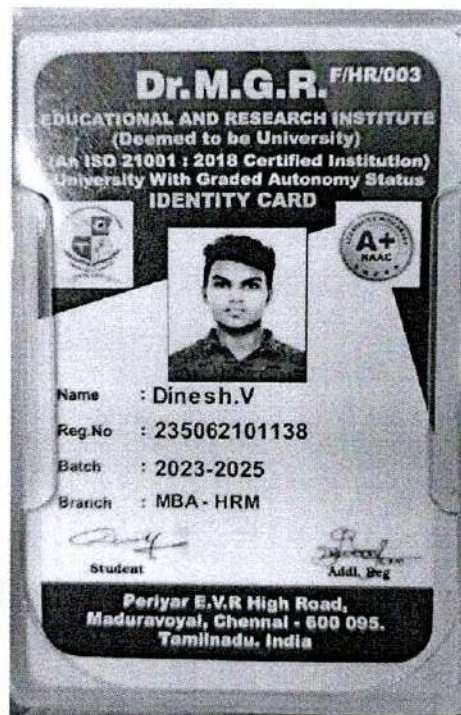 Dr.M.G.R. F/HR/003
EDUCATIONAL AND RESEARCH INSTITUTE
(Deemed to be University)
(An ISO 21001 : 2018 Certified Institution)
University With Graded Autonomy Status
IDENTITY CARD
A+
NAAC
Name : Dinesh.V
Reg.No : 235062101138
Batch : 2023-2025
Branch : MBA - HRM
Student Addl. Reg
Periyar E.V.R High Road,
Maduravoyal, Chennai - 600 095.
Tamilnadu. India